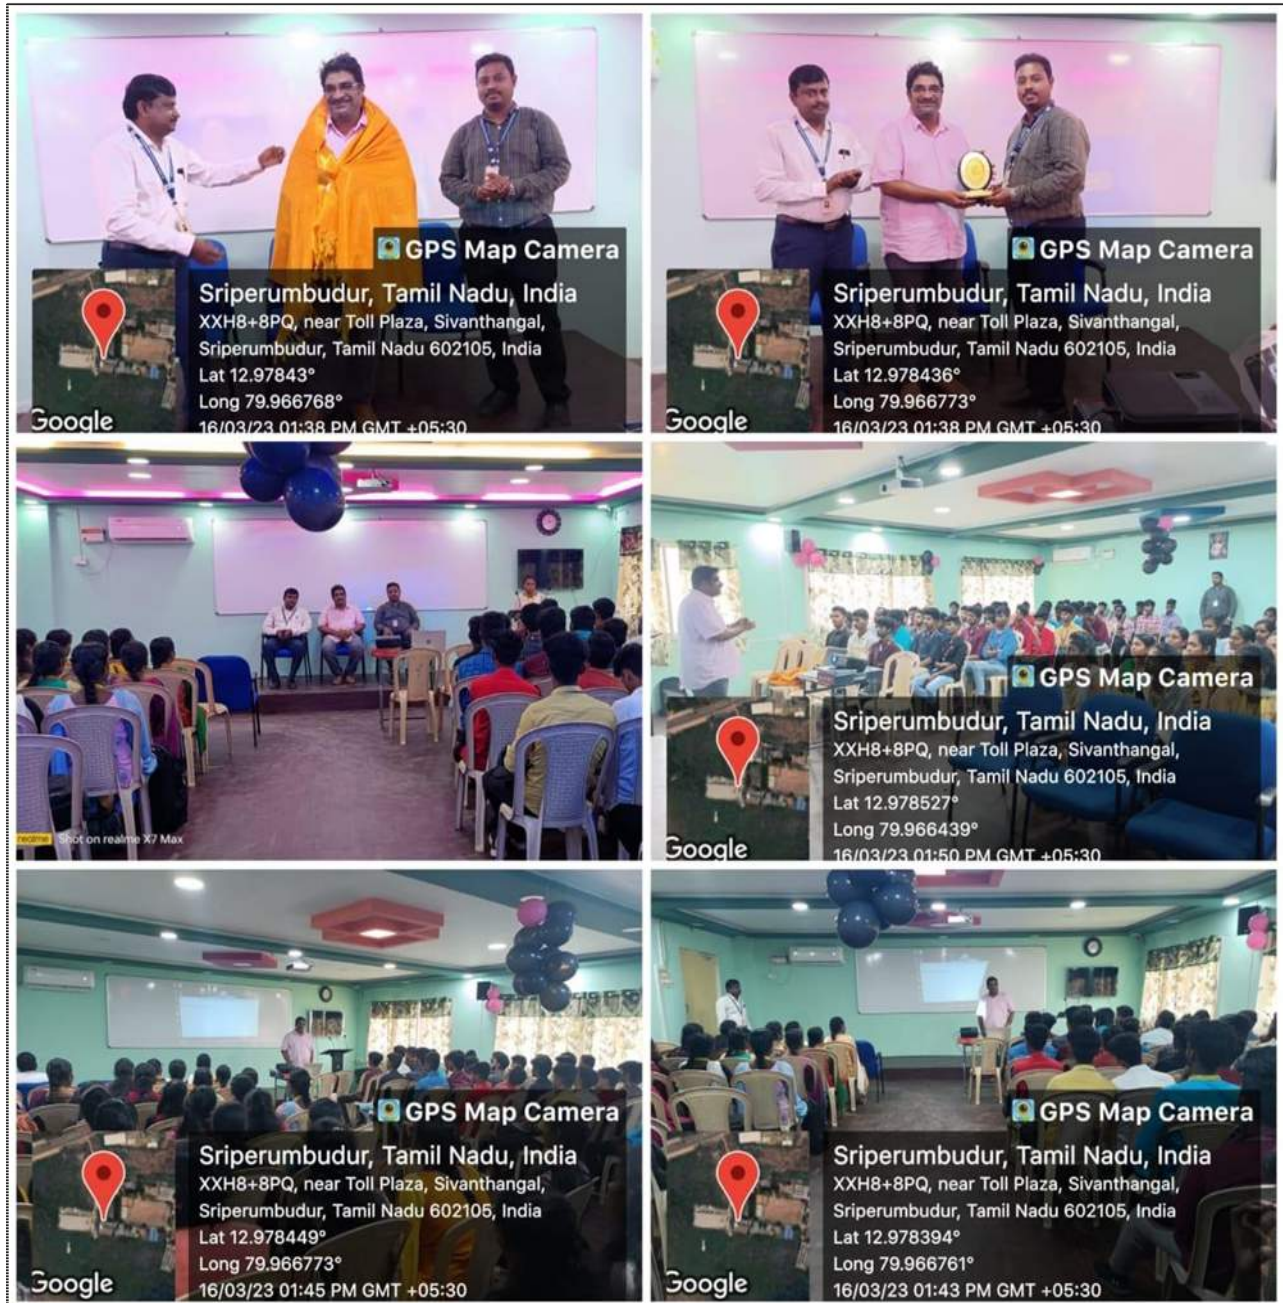 GPS Map Camera
Sriperumbudur, Tamil Nadu, India
XXH8+8PQ, near Toll Plaza, Sivanthangal,
Sriperumbudur, Tamil Nadu 602105, India
Lat 12.97843°
Long 79.966768°
16/03/23 01:38 PM GMT +05:30
Google
GPS Map Camera
Sriperumbudur, Tamil Nadu, India
XXH8+8PQ, near Toll Plaza, Sivanthangal,
Sriperumbudur, Tamil Nadu 602105, India
Lat 12.978436°
Long 79.966773°
16/03/23 01:38 PM GMT +05:30
Google
realme Shot on realme X7 Max
GPS Map Camera
Sriperumbudur, Tamil Nadu, India
XXH8+8PQ, near Toll Plaza, Sivanthangal,
Sriperumbudur, Tamil Nadu 602105, India
Lat 12.978527°
Long 79.966439°
16/03/23 01:50 PM GMT +05:30
Google
GPS Map Camera
Sriperumbudur, Tamil Nadu, India
XXH8+8PQ, near Toll Plaza, Sivanthangal,
Sriperumbudur, Tamil Nadu 602105, India
Lat 12.978449°
Long 79.966773°
16/03/23 01:45 PM GMT +05:30
Google
GPS Map Camera
Sriperumbudur, Tamil Nadu, India
XXH8+8PQ, near Toll Plaza, Sivanthangal,
Sriperumbudur, Tamil Nadu 602105, India
Lat 12.978394°
Long 79.966761°
16/03/23 01:43 PM GMT +05:30
Google